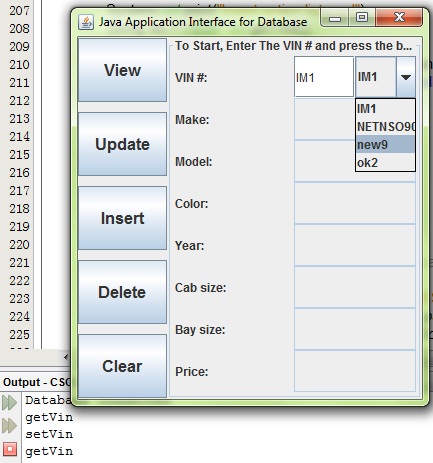 207
208
209
210
211
212
213
214
215
216
217
218
219
220
221
222
223
224
225
Java Application Interface for Database
To Start, Enter The VIN # and press the b...
View
Update
Insert
Delete
Clear
VIN #: IM1 IM1
IM1
NETNSO90
new9
ok2
Make:
Model:
Color:
Year:
Cab size:
Bay size:
Price:
Output - CSC
Databa
getVin
setVin
getVin